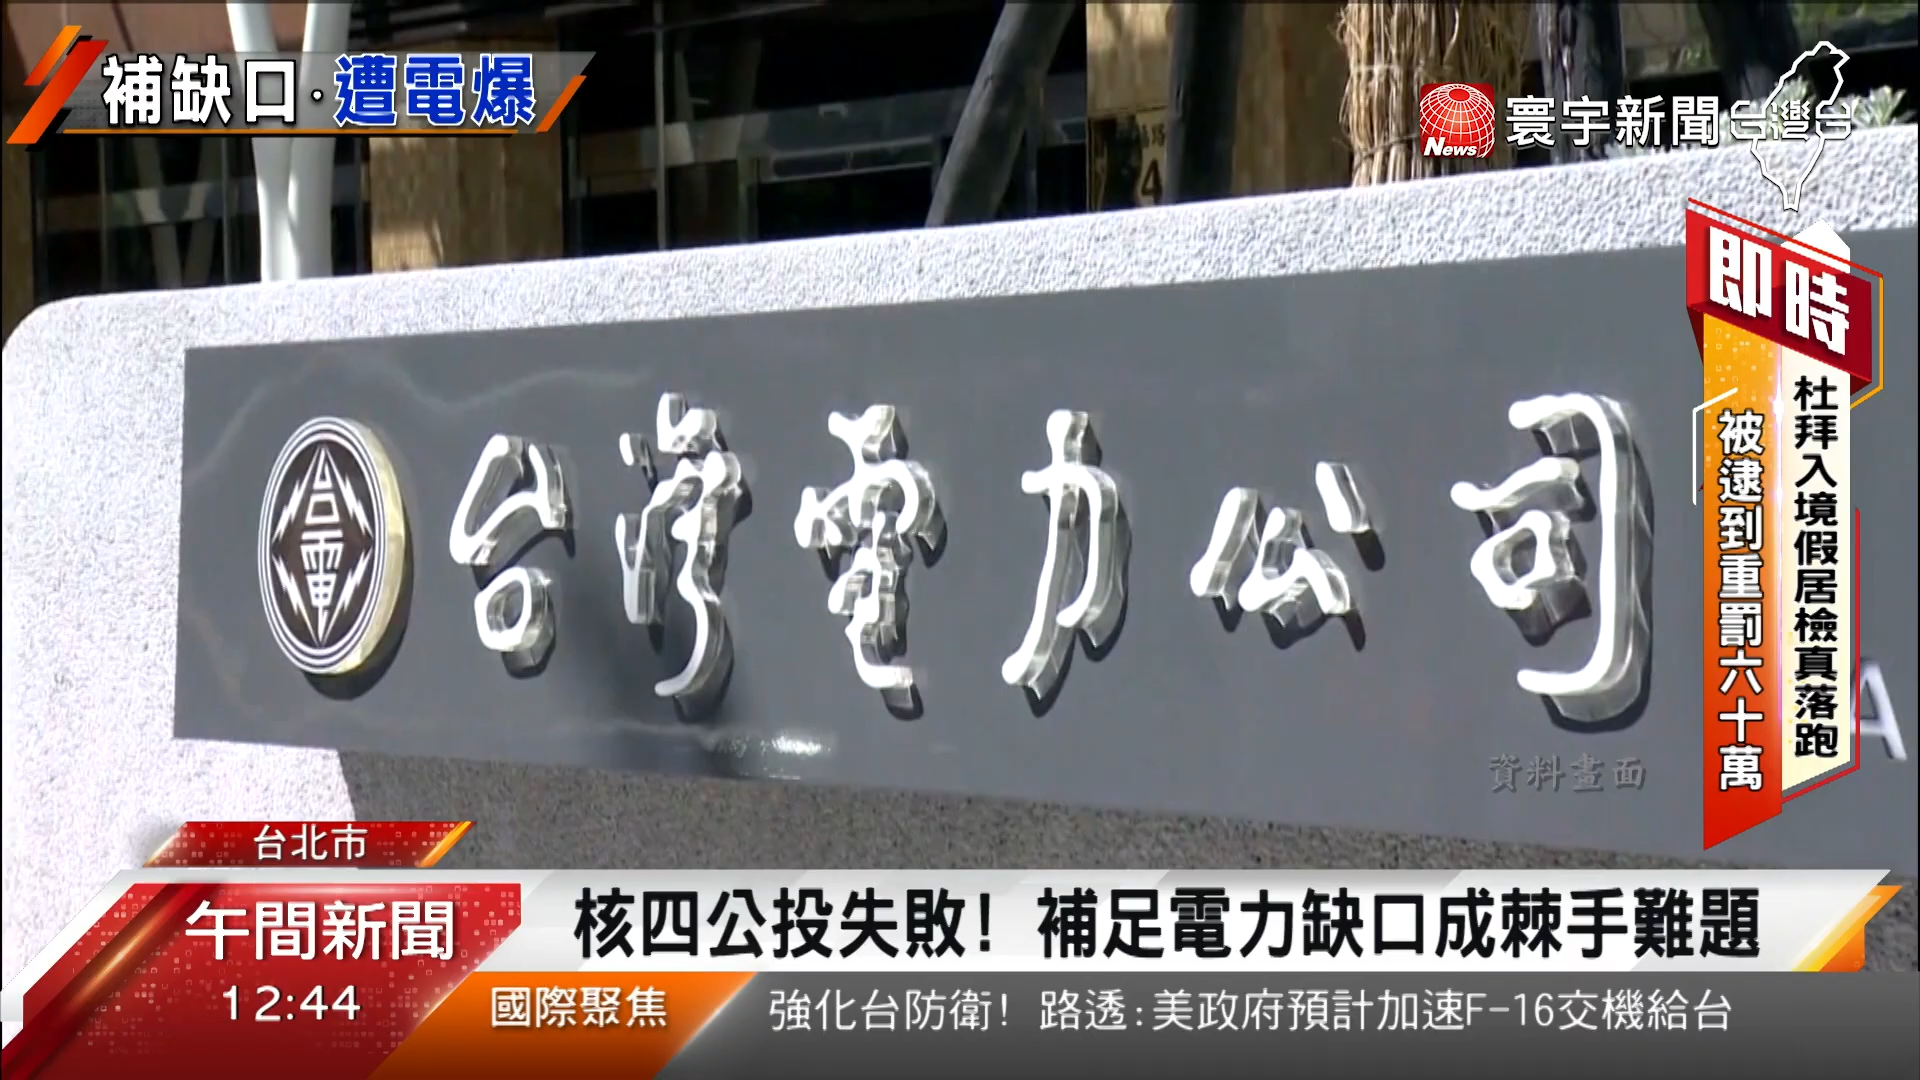 補缺口·遭電爆
News
寰宇新聞 台灣台
即時
杜拜入境假居檢真落跑
被逮到重罰六十萬
4
台電
台灣電力公司
A
資料畫面
台北市
午間新聞
核四公投失敗! 補足電力缺口成棘手難題
12:44
國際聚焦
強化台防衛! 路透:美政府預計加速F-16交機給台